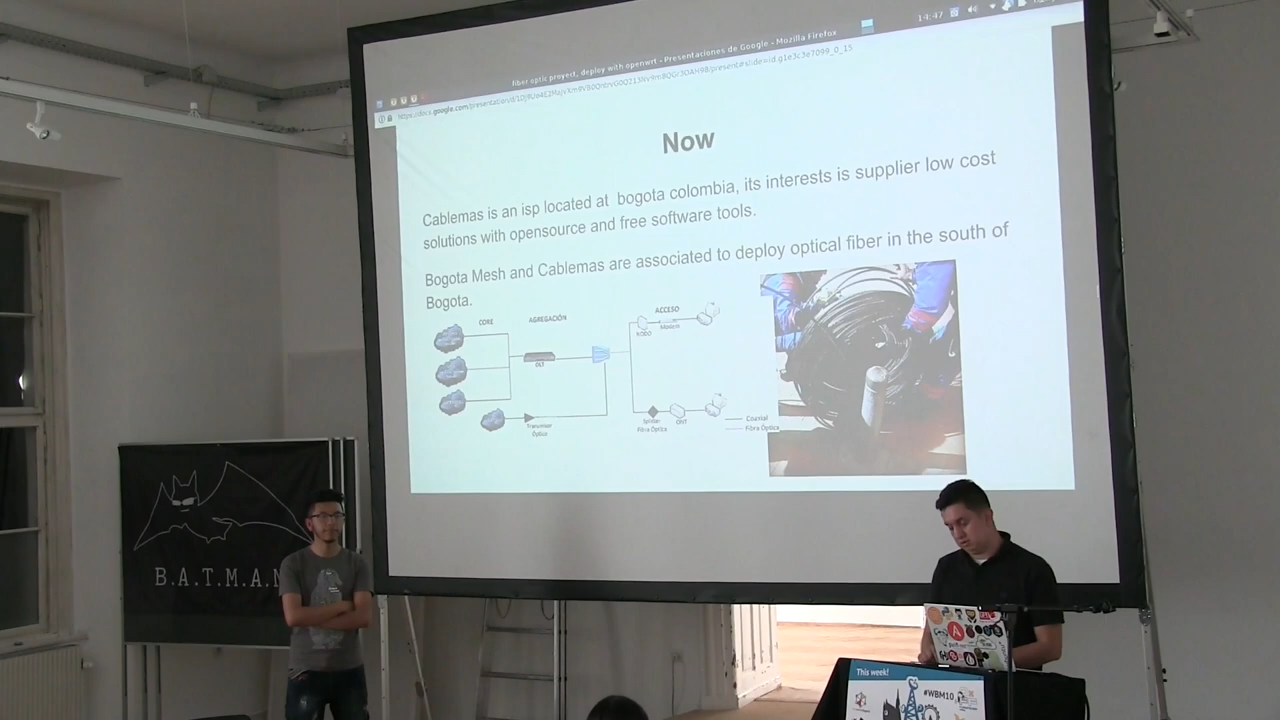 14:47
fiber optic proyect, deploy with openwrt - Presentaciones de Google - Mozilla Firefox
Now
Cablemas is an isp located at bogota colombia, its interests is supplier low cost
solutions with opensource and free software tools.
Bogota Mesh and Cablemas are associated to deploy optical fiber in the south of
Bogota.
CORE
AGREGACIÓN
ACCESO
NODO
Modem
OLT
Transmisor
Óptico
Splitter
Fibra Óptica
ONT
Coaxial
Fibra Óptica
B.A.T.M.A.N
This week!
#WBM10